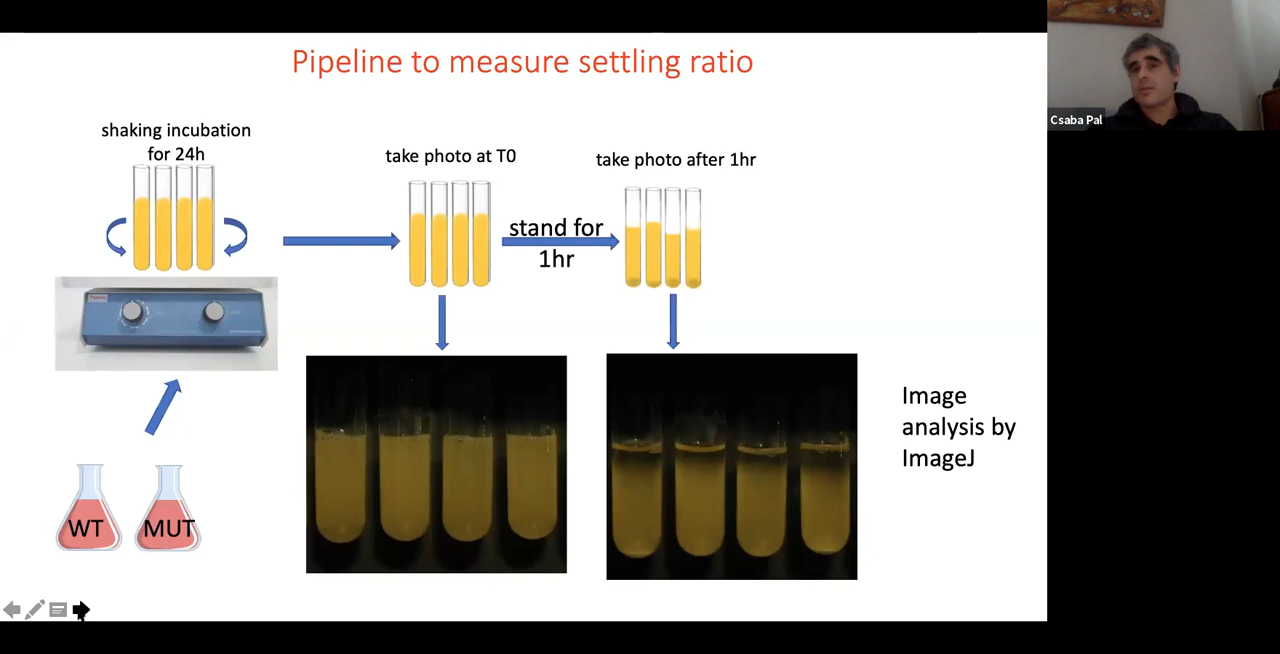 Pipeline to measure settling ratio
Csaba Pal
shaking incubation
for 24h
take photo at T0
take photo after 1hr
stand for
1hr
Image
analysis by
ImageJ
WT
MUT